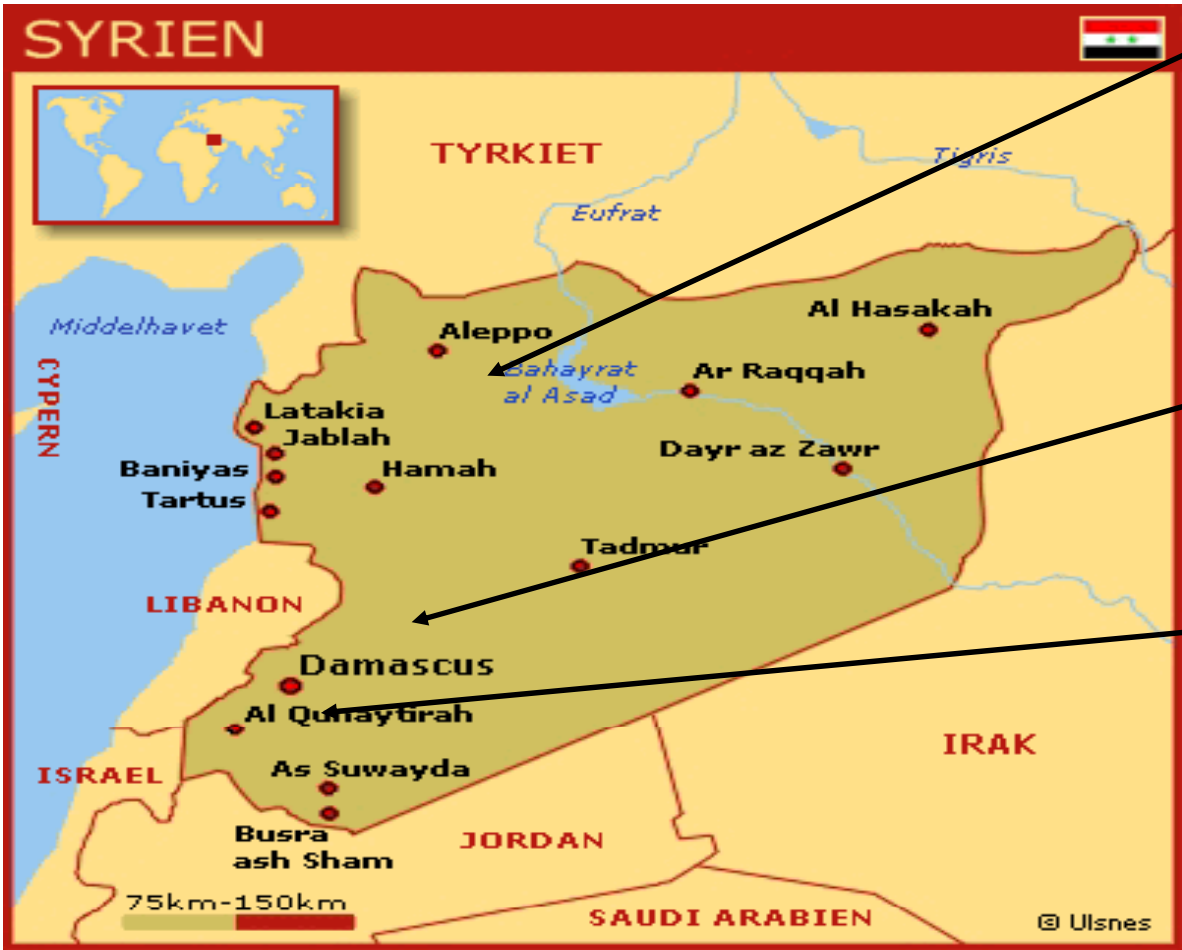 SYRIEN
TYRKIET
Tigris
Eufrat
Middelhavet
Al Hasakah
Aleppo
CYPERN
Bahayrat
al Asad
Ar Raqqah
Latakia
Jablah
Baniyas
Hamah
Dayr az Zawr
Tartus
Tadmur
LIBANON
Damascus
Al Qunaytirah
IRAK
ISRAEL
As Suwayda
Busra
ash Sham
JORDAN
75km-150km
SAUDI ARABIEN
© Ulsnes